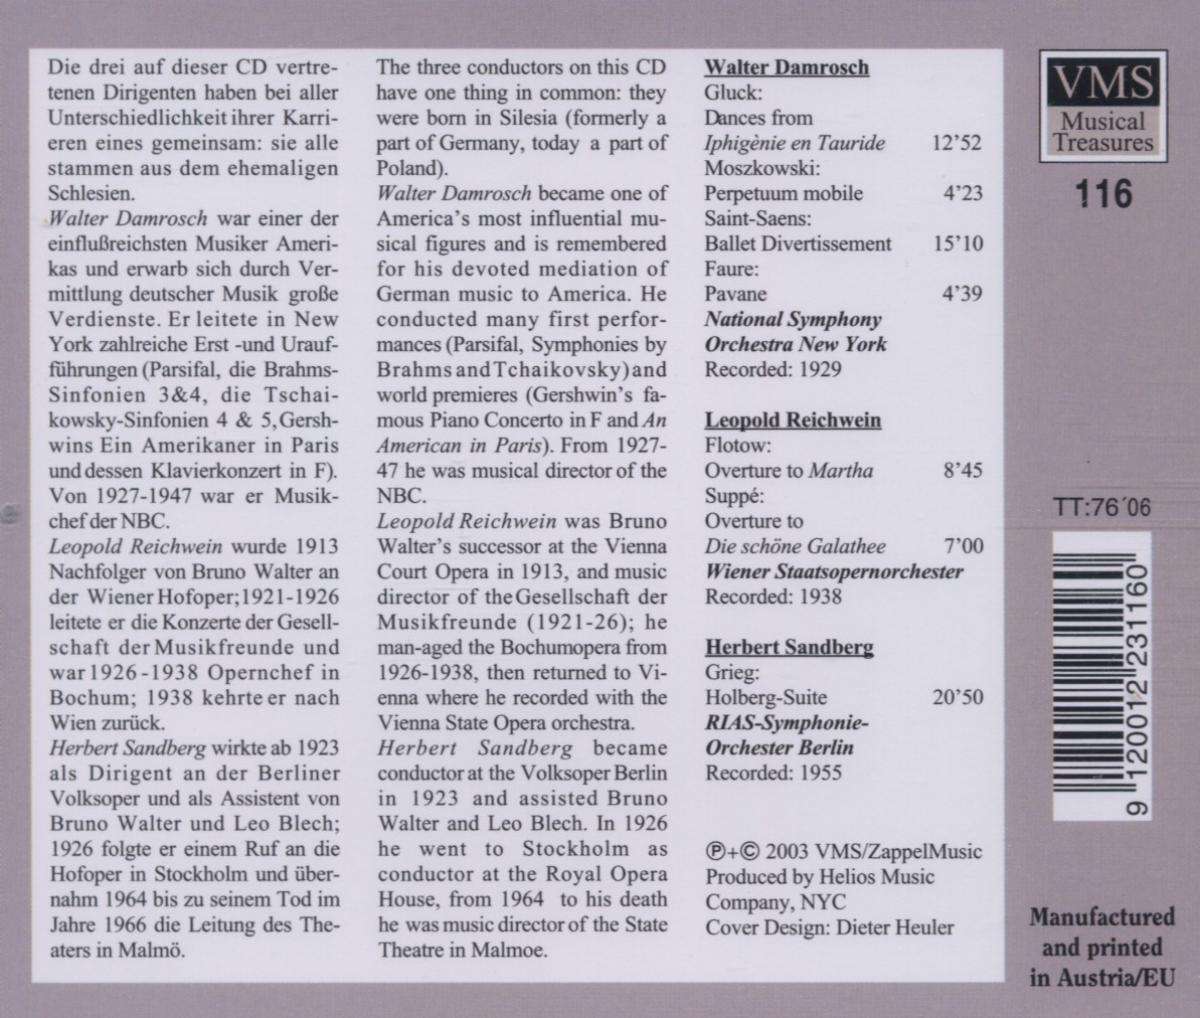 Die drei auf dieser CD vertre-
tenen Dirigenten haben bei aller
Unterschiedlichkeit ihrer Karri-
eren eines gemeinsam: sie alle
stammen aus dem ehemaligen
Schlesien.
Walter Damrosch war einer der
einflußreichsten Musiker Ameri-
kas und erwarb sich durch Ver-
mittlung deutscher Musik große
Verdienste. Er leitete in New
York zahlreiche Erst -und Urauf-
führungen (Parsifal, die Brahms-
Sinfonien 3&4, die Tschai-
kowsky-Sinfonien 4 & 5, Gersh-
wins Ein Amerikaner in Paris
und dessen Klavierkonzert in F).
Von 1927-1947 war er Musik-
chef der NBC.
Leopold Reichwein wurde 1913
Nachfolger von Bruno Walter an
der Wiener Hofoper; 1921-1926
leitete er die Konzerte der Gesell-
schaft der Musikfreunde und
war 1926-1938 Opernchef in
Bochum; 1938 kehrte er nach
Wien zurück.
Herbert Sandberg wirkte ab 1923
als Dirigent an der Berliner
Volksoper und als Assistent von
Bruno Walter und Leo Blech;
1926 folgte er einem Ruf an die
Hofoper in Stockholm und über-
nahm 1964 bis zu seinem Tod im
Jahre 1966 die Leitung des The-
aters in Malmö.
The three conductors on this CD
have one thing in common: they
were born in Silesia (formerly a
part of Germany, today a part of
Poland).
Walter Damrosch became one of
America's most influential mu-
sical figures and is remembered
for his devoted mediation of
German music to America. He
conducted many first perfor-
mances (Parsifal, Symphonies by
Brahms and Tchaikovsky) and
world premieres (Gershwin's fa-
mous Piano Concerto in F and An
American in Paris). From 1927-
47 he was musical director of the
NBC.
Leopold Reichwein was Bruno
Walter's successor at the Vienna
Court Opera in 1913, and music
director of the Gesellschaft der
Musikfreunde (1921-26); he
man-aged the Bochumopera from
1926-1938, then returned to Vi-
enna where he recorded with the
Vienna State Opera orchestra.
Herbert Sandberg became
conductor at the Volksoper Berlin
in 1923 and assisted Bruno
Walter and Leo Blech. In 1926
he went to Stockholm as
conductor at the Royal Opera
House, from 1964 to his death
he was music director of the State
Theatre in Malmoe.
Walter Damrosch
Gluck:
Dances from
Iphigènie en Tauride 12'52
Moszkowski:
Perpetuum mobile 4'23
Saint-Saens:
Ballet Divertissement 15'10
Faure:
Pavane 4'39
National Symphony
Orchestra New York
Recorded: 1929
Leopold Reichwein
Flotow:
Overture to Martha 8'45
Suppé:
Overture to
Die schöne Galathee 7'00
Wiener Staatsopernorchester
Recorded: 1938
Herbert Sandberg
Grieg:
Holberg-Suite 20'50
RIAS-Symphonie-
Orchester Berlin
Recorded: 1955
℗+© 2003 VMS/ZappelMusic
Produced by Helios Music
Company, NYC
Cover Design: Dieter Heuler
VMS
Musical
Treasures
116
TT:76´06
9 120012 231160
Manufactured
and printed
in Austria/EU